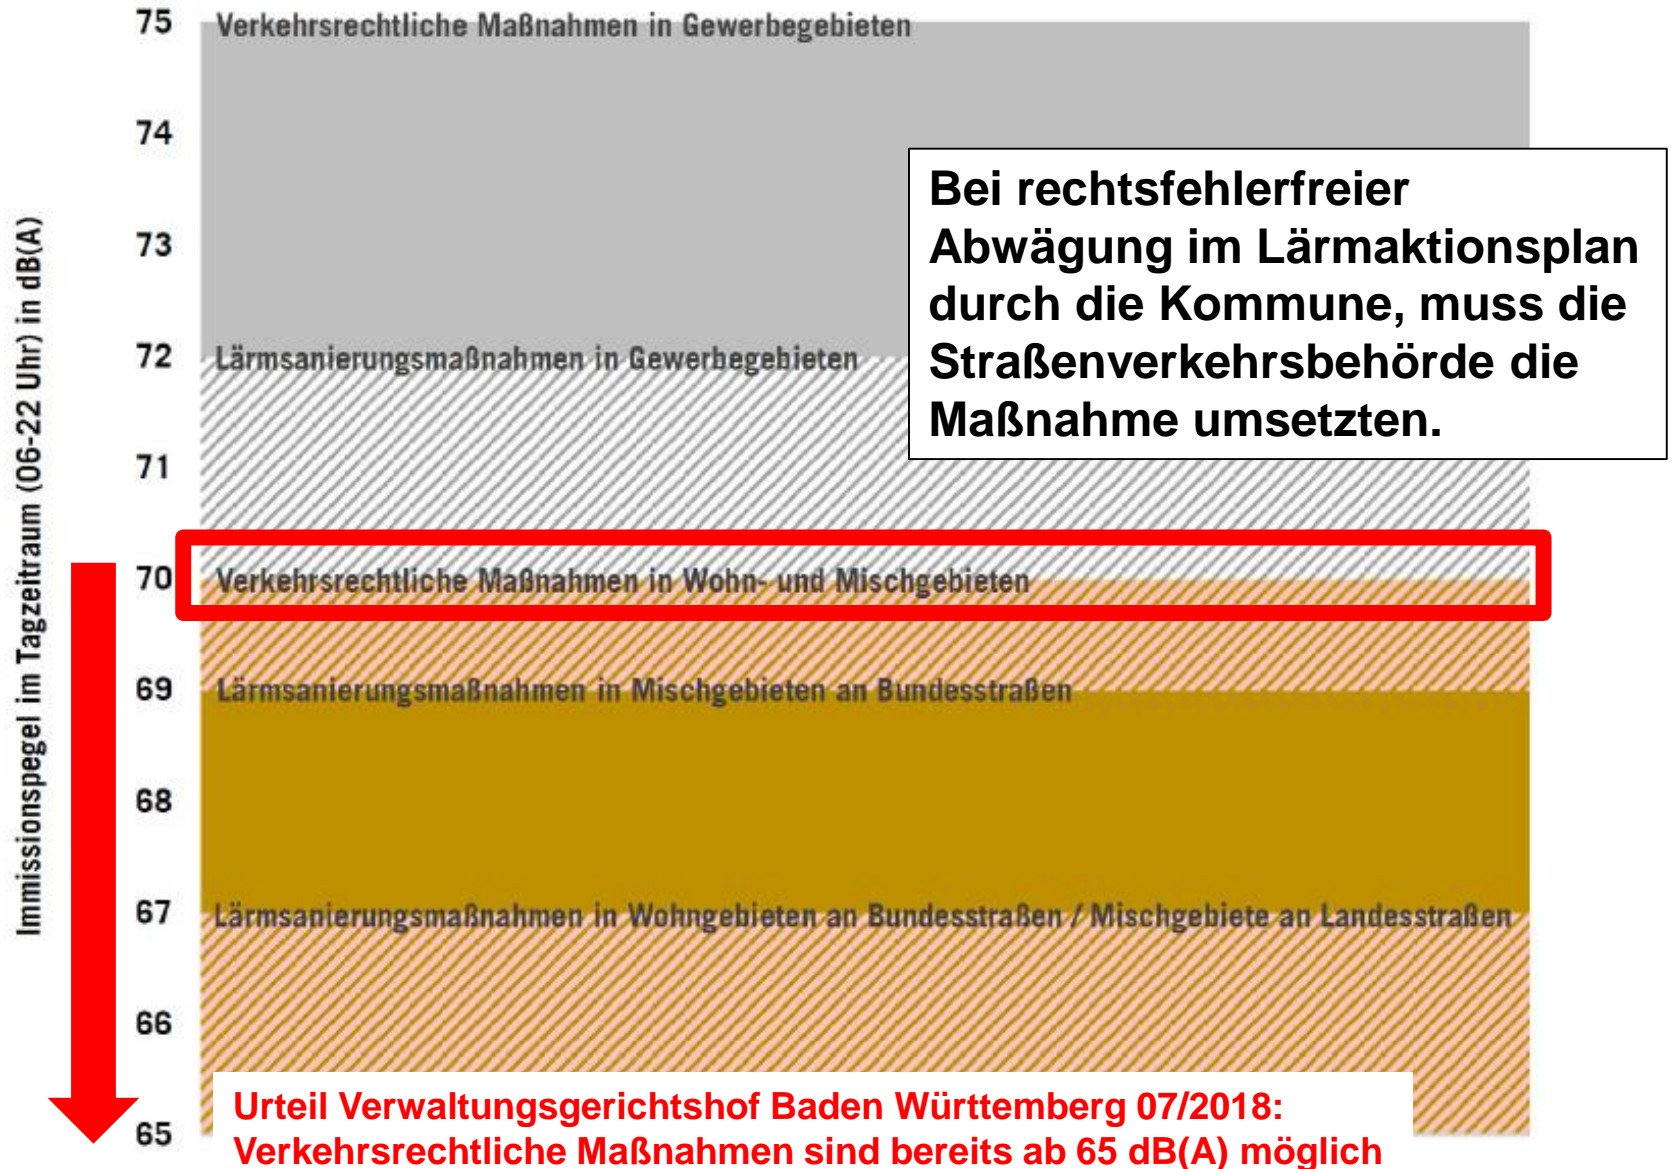 Immissionspegel im Tagzeitraum (06-22 Uhr) in dB(A)
75 Verkehrsrechtliche Maßnahmen in Gewerbegebieten
74
Bei rechtsfehlerfreier
Abwägung im Lärmaktionsplan
durch die Kommune, muss die
Straßenverkehrsbehörde die
Maßnahme umsetzten.
73
72 Lärmsanierungsmaßnahmen in Gewerbegebieten
71
70 Verkehrsrechtliche Maßnahmen in Wohn- und Mischgebieten
69 Lärmsanierungsmaßnahmen in Mischgebieten an Bundesstraßen
68
67 Lärmsanierungsmaßnahmen in Wohngebieten an Bundesstraßen / Mischgebiete an Landesstraßen
66
65
Urteil Verwaltungsgerichtshof Baden Württemberg 07/2018:
Verkehrsrechtliche Maßnahmen sind bereits ab 65 dB(A) möglich